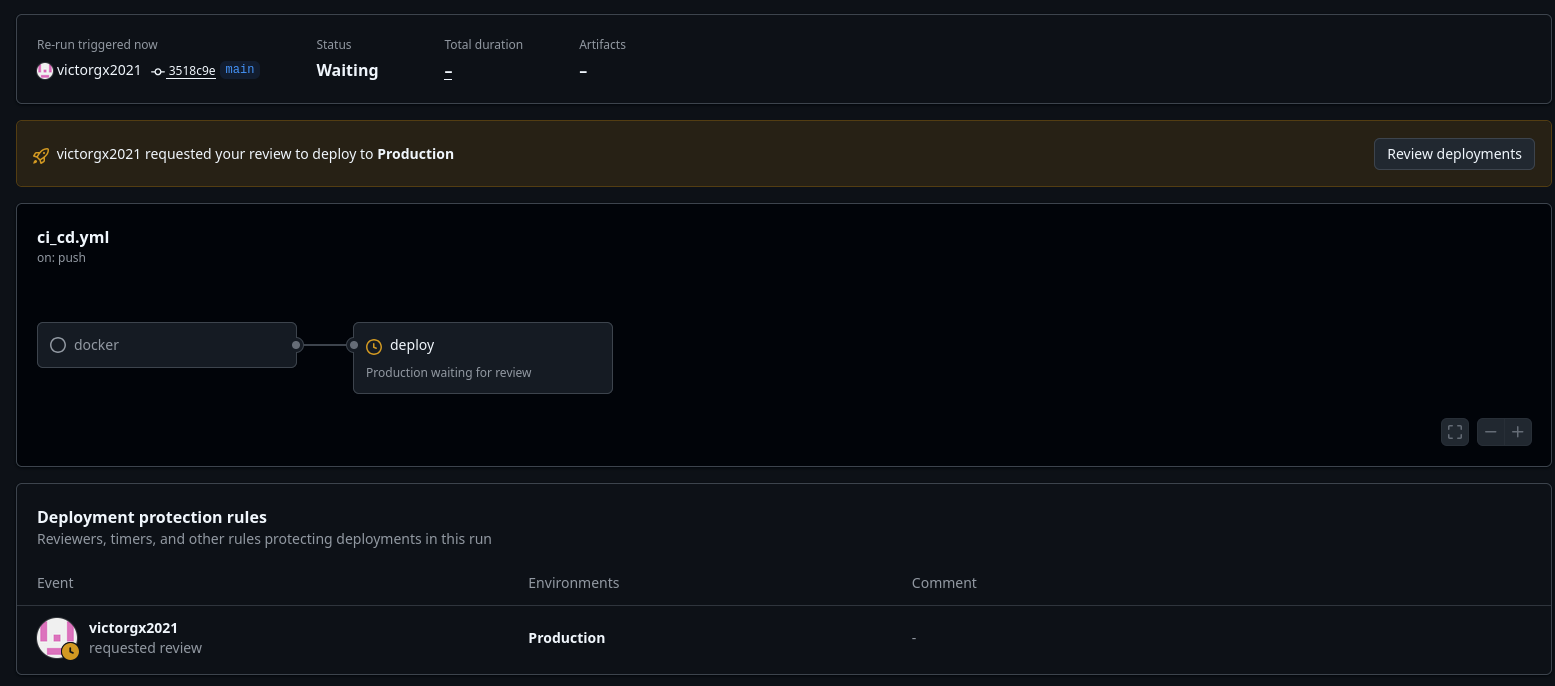 Re-run triggered now
victorgx2021 3518c9e main
Status
Waiting
Total duration
–
Artifacts
–
victorgx2021 requested your review to deploy to Production
Review deployments
ci_cd.yml
on: push
docker
deploy
Production waiting for review
Deployment protection rules
Reviewers, timers, and other rules protecting deployments in this run
Event Environments Comment
victorgx2021
requested review
Production
-